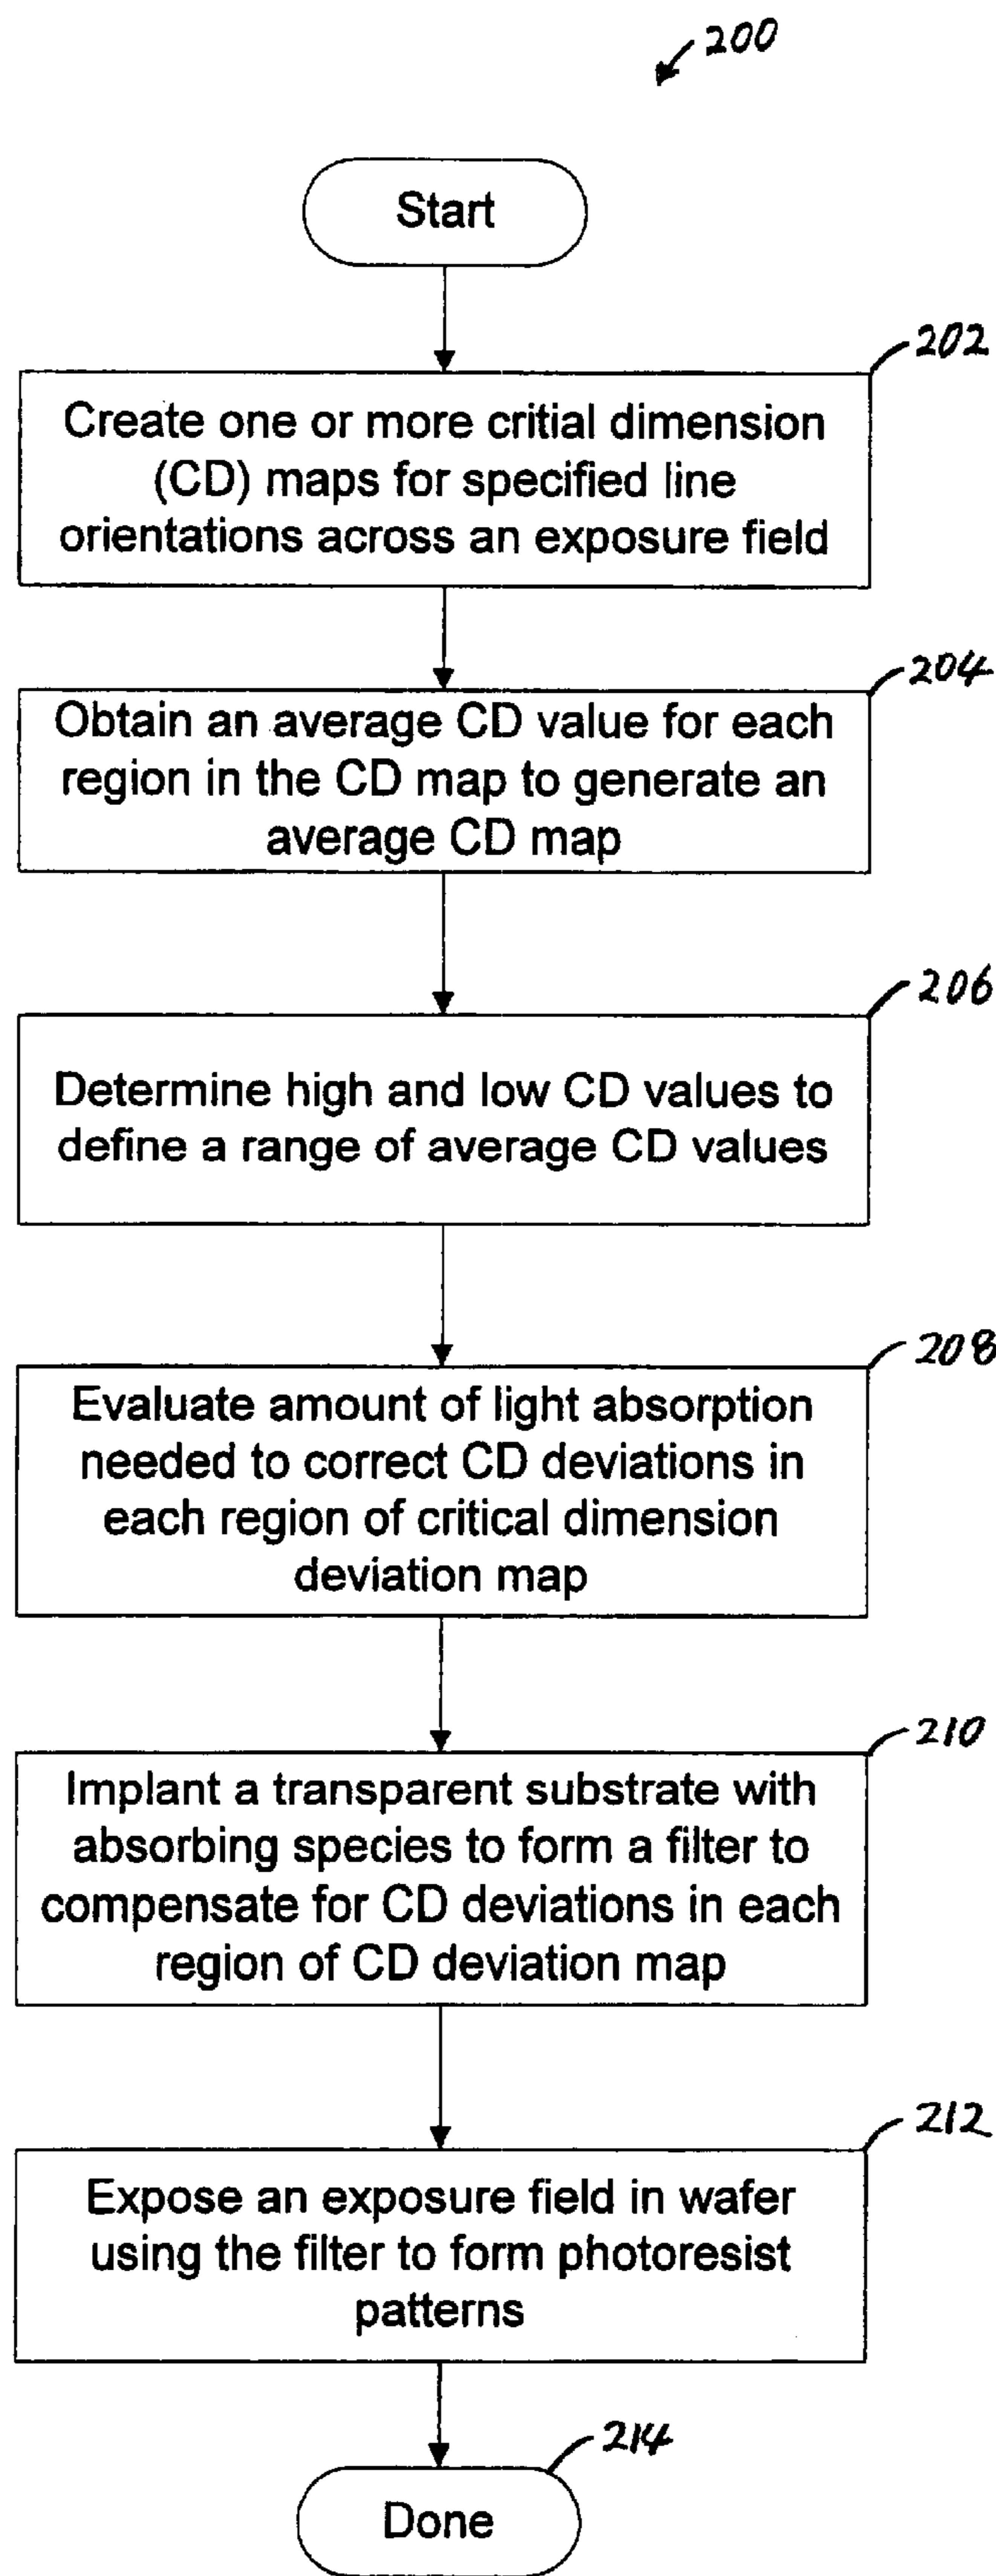 200
Start
202
Create one or more critial dimension
(CD) maps for specified line
orientations across an exposure field
204
Obtain an average CD value for each
region in the CD map to generate an
average CD map
206
Determine high and low CD values to
define a range of average CD values
208
Evaluate amount of light absorption
needed to correct CD deviations in
each region of critical dimension
deviation map
210
Implant a transparent substrate with
absorbing species to form a filter to
compensate for CD deviations in each
region of CD deviation map
212
Expose an exposure field in wafer
using the filter to form photoresist
patterns
214
Done